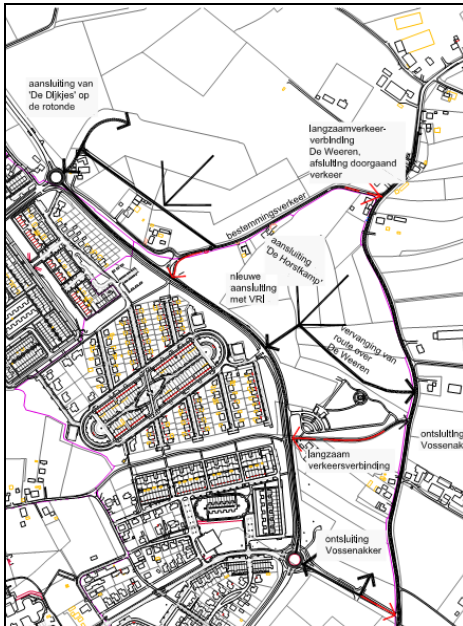 aansluiting van
'De Dijkjes' op
de rotonde
langzaamverkeer-
verbinding
De Weeren,
afsluiting doorgaand
verkeer
bestemmingsverkeer
aansluiting
'De Horstkamp'
nieuwe
aansluiting
met VRI
vervanging van
route over
De Weeren
ontsluiting
Vossenakk
langzaam
verkeersverbinding
ontsluiting
Vossenakker